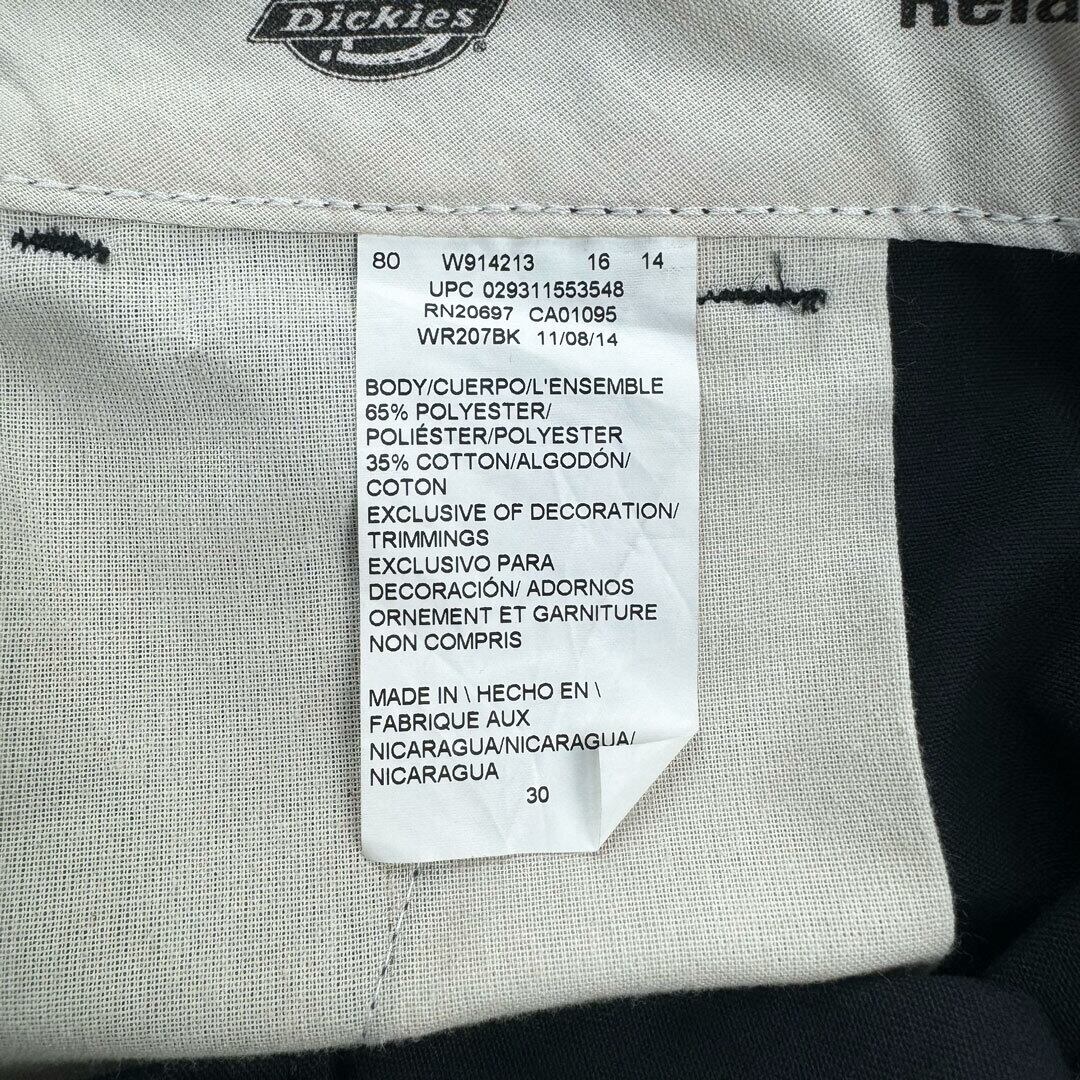 Dickies®
80 W914213 16 14
UPC 029311553548
RN20697 CA01095
WR207BK 11/08/14
BODY/CUERPO/L'ENSEMBLE
65% POLYESTER/
POLIÉSTER/POLYESTER
35% COTTON/ALGODÓN/
COTON
EXCLUSIVE OF DECORATION/
TRIMMINGS
EXCLUSIVO PARA
DECORACIÓN/ ADORNOS
ORNEMENT ET GARNITURE
NON COMPRIS
MADE IN \ HECHO EN \
FABRIQUE AUX
NICARAGUA/NICARAGUA/
NICARAGUA
30